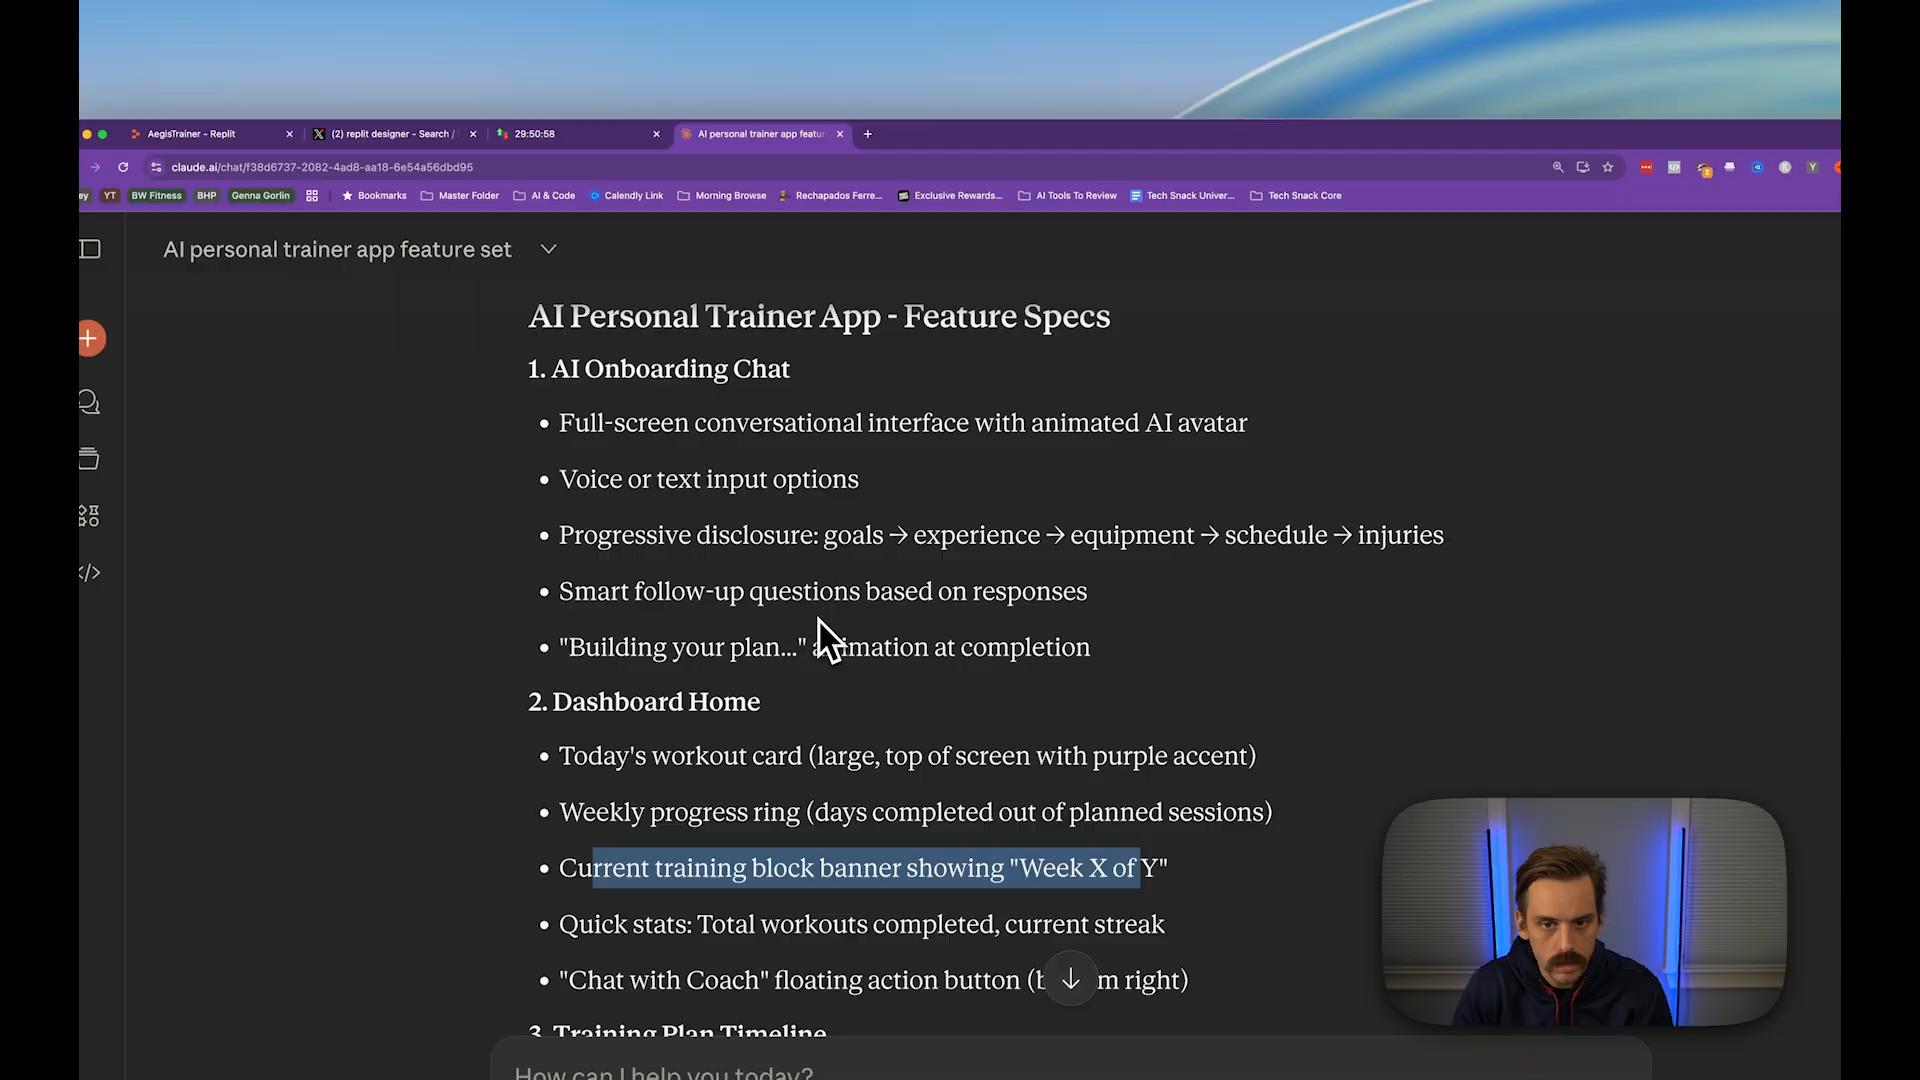 AegisTrainer - Replit
(2) replit designer - Search /
29:50:58
AI personal trainer app featur
claude.ai/chat/f38d6737-2082-4ad8-aa18-6e54a56dbd95
ey
YT
BW Fitness
BHP
Genna Gorlin
Bookmarks
Master Folder
AI & Code
Calendly Link
Morning Browse
Rechapados Ferre...
Exclusive Rewards...
AI Tools To Review
Tech Snack Univer...
Tech Snack Core
AI personal trainer app feature set
AI Personal Trainer App - Feature Specs
1. AI Onboarding Chat
• Full-screen conversational interface with animated AI avatar
• Voice or text input options
• Progressive disclosure: goals → experience → equipment → schedule → injuries
• Smart follow-up questions based on responses
• "Building your plan..." animation at completion
2. Dashboard Home
• Today's workout card (large, top of screen with purple accent)
• Weekly progress ring (days completed out of planned sessions)
• Current training block banner showing "Week X of Y"
• Quick stats: Total workouts completed, current streak
• "Chat with Coach" floating action button (b m right)
3. Training Plan Timeline
How can I help you today?